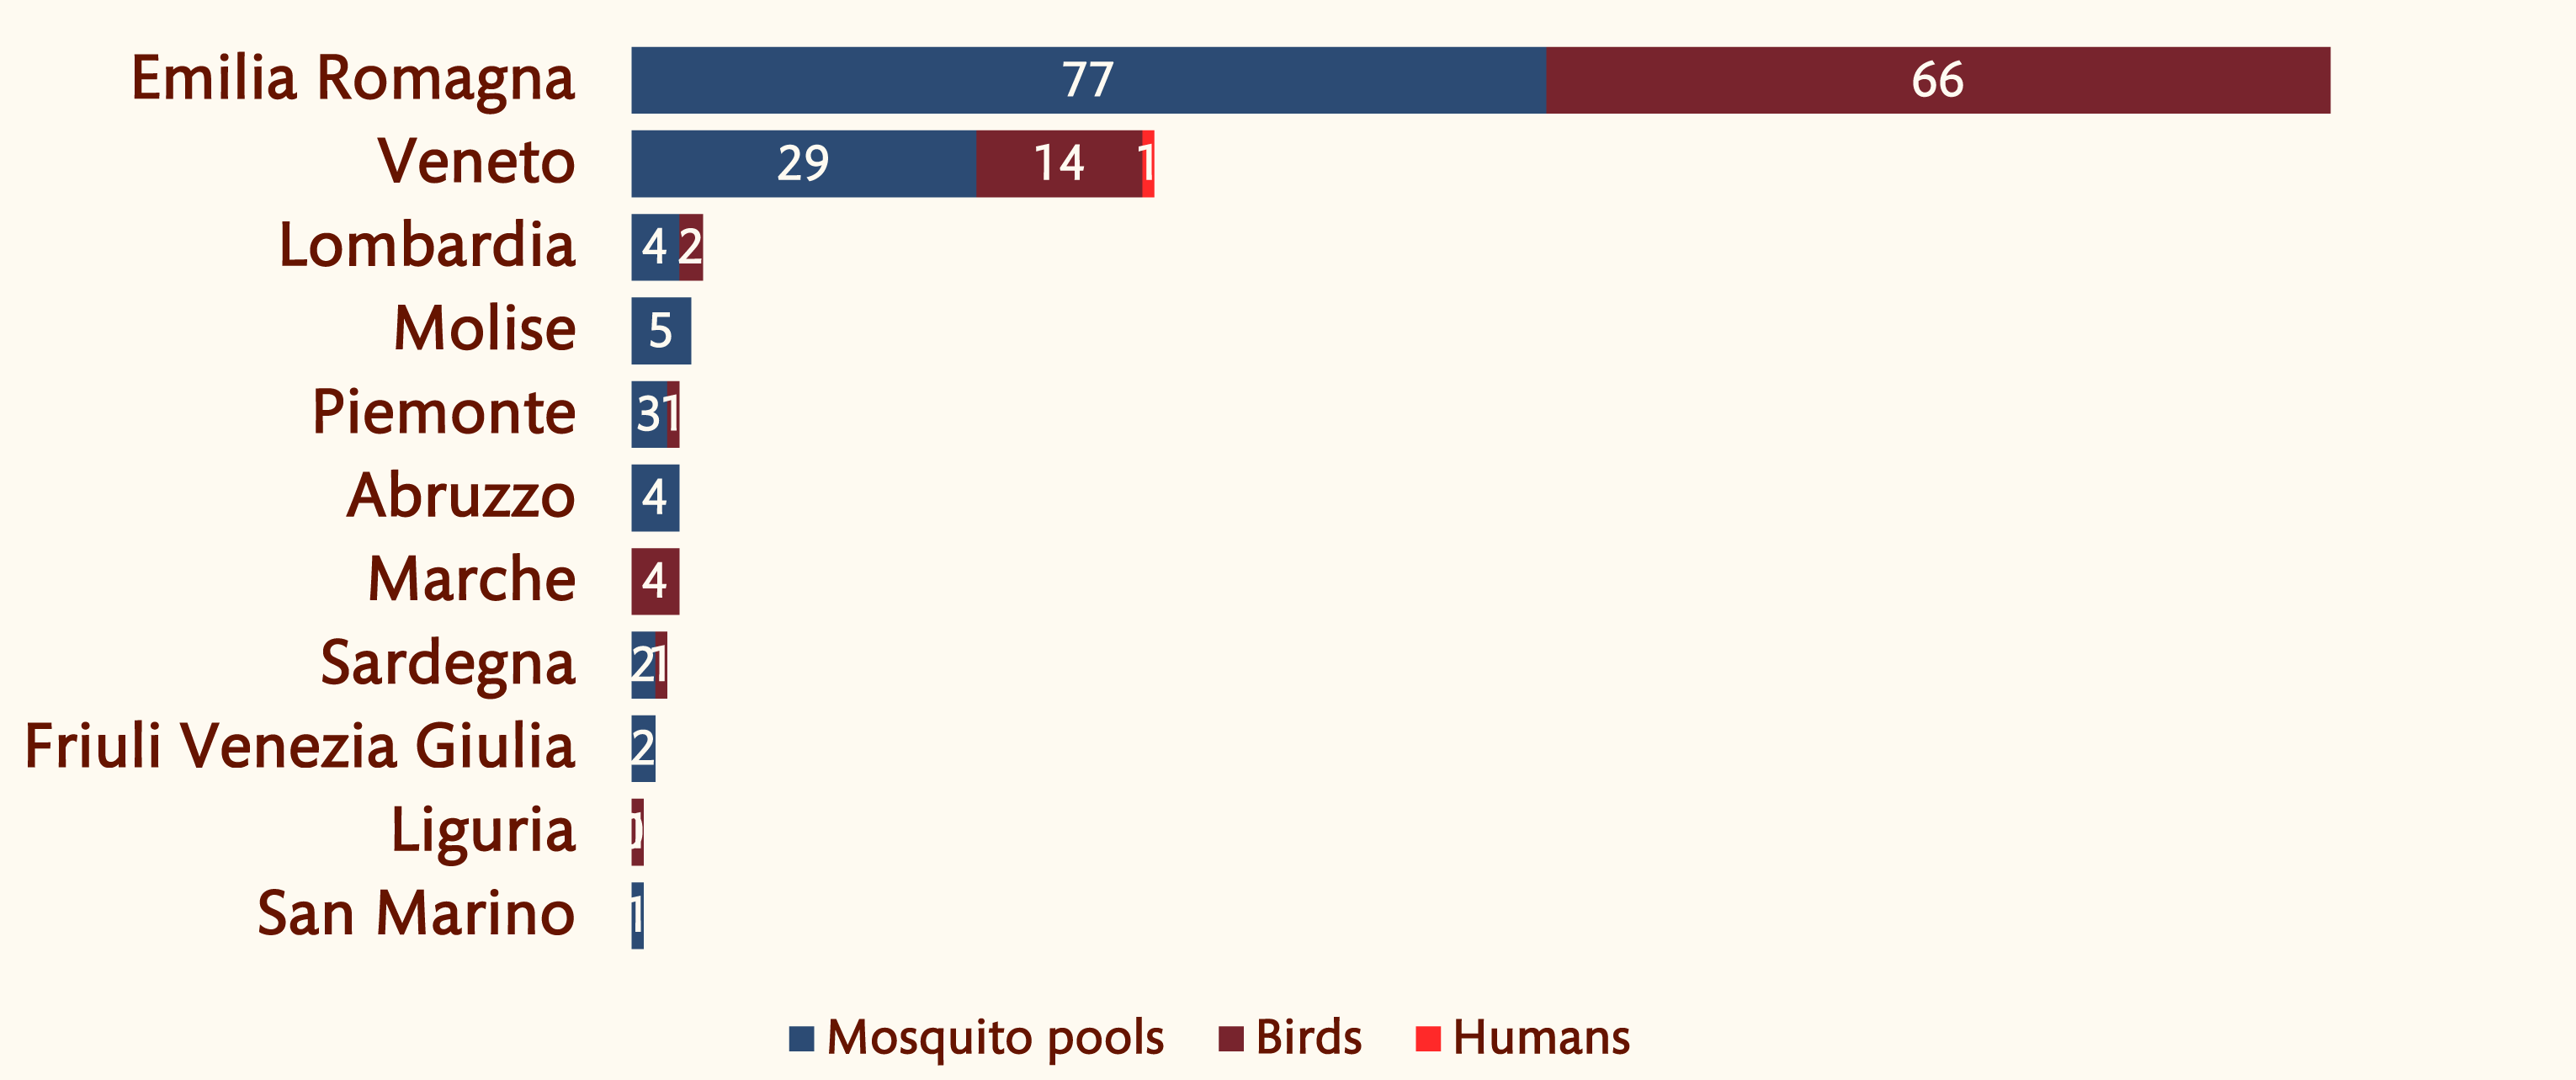 Emilia Romagna 77 66
Veneto 29 14 1
Lombardia 4 2
Molise 5
Piemonte 3 1
Abruzzo 4
Marche 4
Sardegna 2 1
Friuli Venezia Giulia 2
Liguria 1
San Marino 1
Mosquito pools Birds Humans